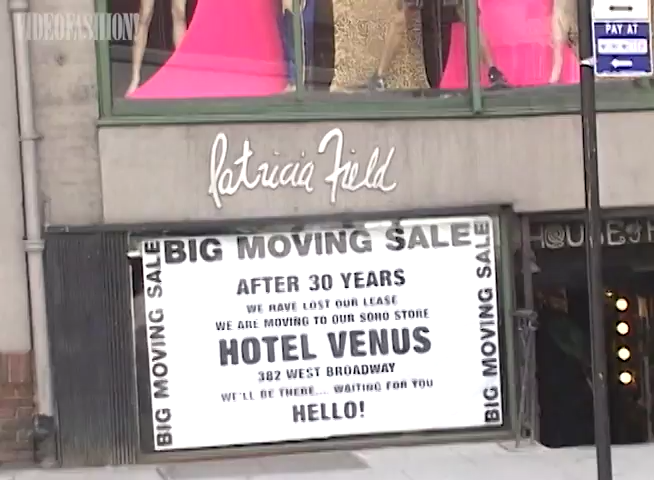 VIDEOFASHION!
PAY AT
Patricia Field
BIG MOVING SALE
BIG MOVING SALE
BIG MOVING SALE
AFTER 30 YEARS
WE HAVE LOST OUR LEASE
WE ARE MOVING TO OUR SOHO STORE
HOTEL VENUS
382 WEST BROADWAY
WE'LL BE THERE... WAITING FOR YOU
HELLO!